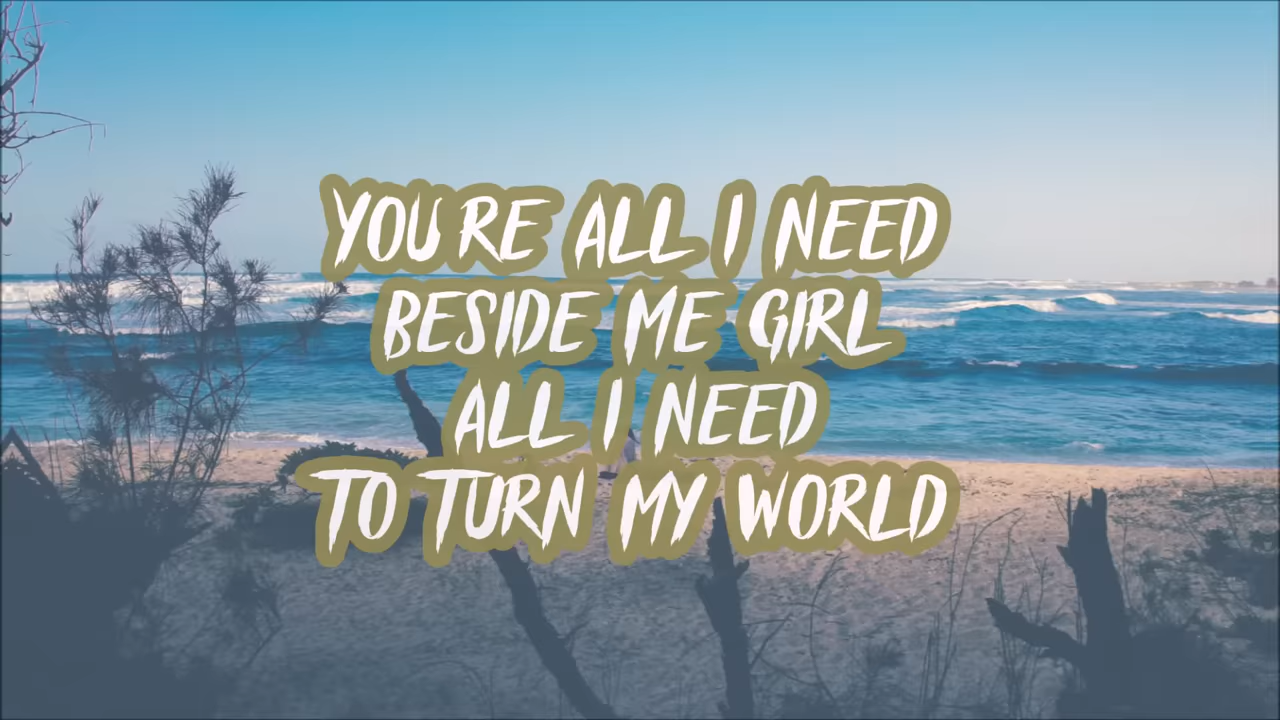 YOU'RE ALL I NEED
BESIDE ME GIRL
ALL I NEED
TO TURN MY WORLD